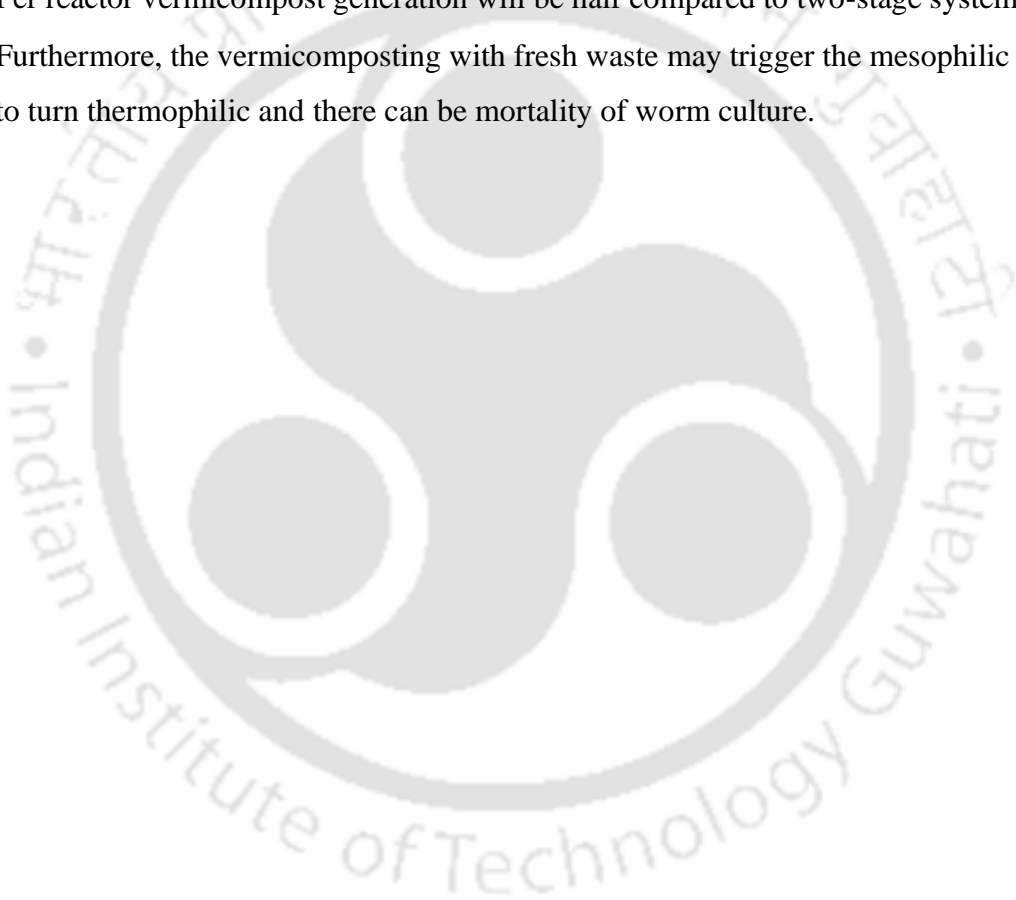 Per reactor vermicompost generation will be half compared to two-stage system
Furthermore, the vermicomposting with fresh waste may trigger the mesophilic
to turn thermophilic and there can be mortality of worm culture.
Indian Institute of Technology Guwahati